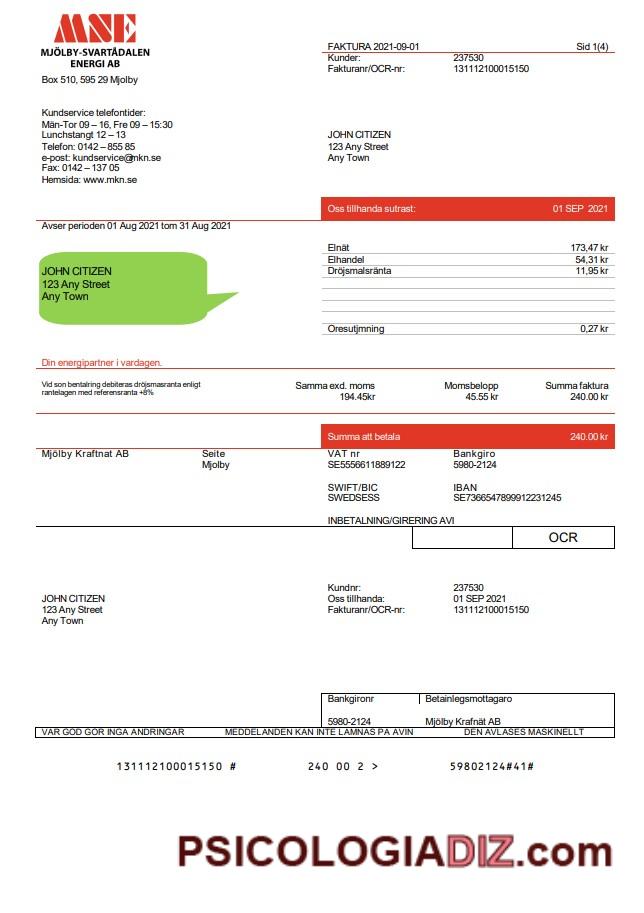 MSE
MJÖLBY-SVARTÅDALEN
ENERGI AB
Box 510, 595 29 Mjolby
FAKTURA 2021-09-01 Sid 1(4)
Kunder: 237530
Fakturanr/OCR-nr: 131112100015150
Kundservice telefontider:
Män-Tor 09 – 16, Fre 09 – 15:30
Lunchstangt 12 – 13
Telefon: 0142 – 855 85
e-post: kundservice@mkn.se
Fax: 0142 – 137 05
Hemsida: www.mkn.se
JOHN CITIZEN
123 Any Street
Any Town
Oss tillhanda sutrast: 01 SEP 2021
Avser perioden 01 Aug 2021 tom 31 Aug 2021
JOHN CITIZEN
123 Any Street
Any Town
Elnät 173,47 kr
Elhandel 54,31 kr
Dröjsmalsränta 11,95 kr
Oresutjmning 0,27 kr
Din energipartner i vardagen.
Vid son bentalring debiteras dröjsmasranta enligt
rantelagen med referensranta +8%
Samma exd. moms Momsbelopp Summa faktura
194.45kr 45.55 kr 240.00 kr
Summa att betala 240.00 kr
Mjölby Kraftnat AB Seite
Mjolby
VAT nr Bankgiro
SE5556611889122 5980-2124
SWIFT/BIC IBAN
SWEDSESS SE7366547899912231245
INBETALNING/GIRERING AVI
OCR
JOHN CITIZEN
123 Any Street
Any Town
Kundnr: 237530
Oss tillhanda: 01 SEP 2021
Fakturanr/OCR-nr: 131112100015150
Bankgironr Betainlegsmottagaro
5980-2124 Mjölby Krafnät AB
VAR GOD GOR INGA ANDRINGAR MEDDELANDEN KAN INTE LAMNAS PA AVIN DEN AVLASES MASKINELLT
131112100015150 # 240 00 2 > 59802124#41#
PSICOLOGIADIZ.com